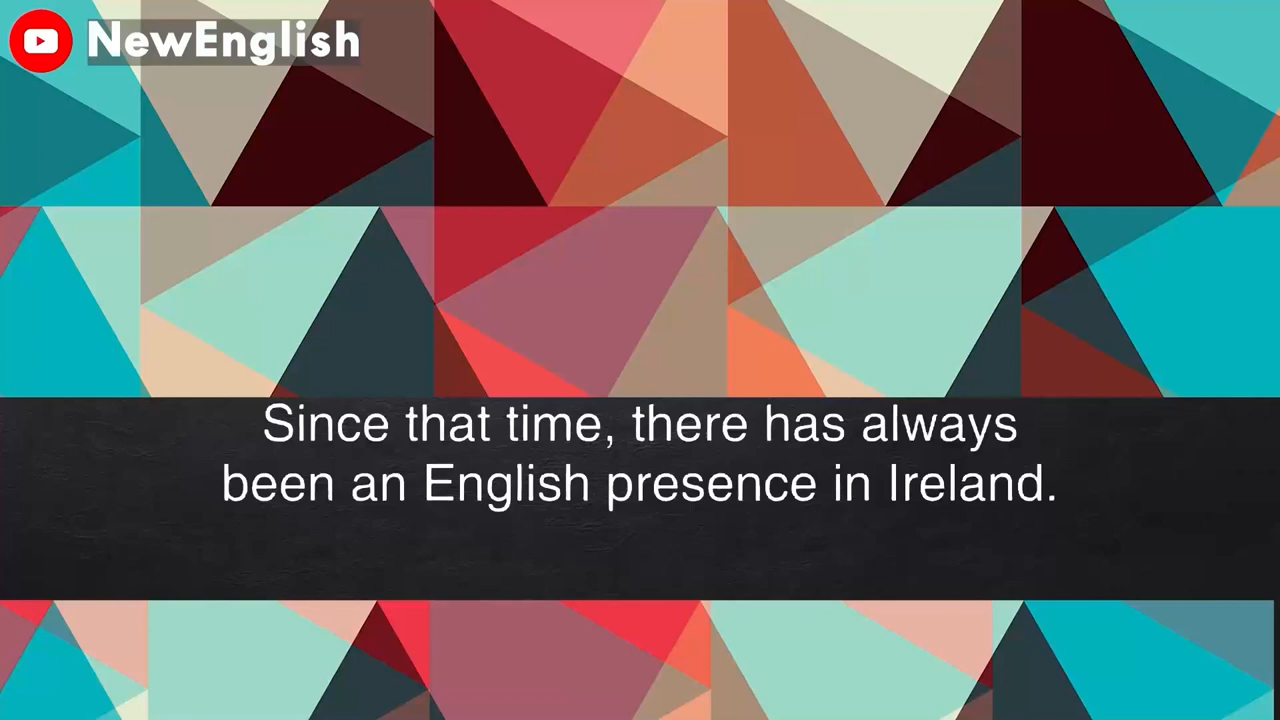 NewEnglish
Since that time, there has always
been an English presence in Ireland.